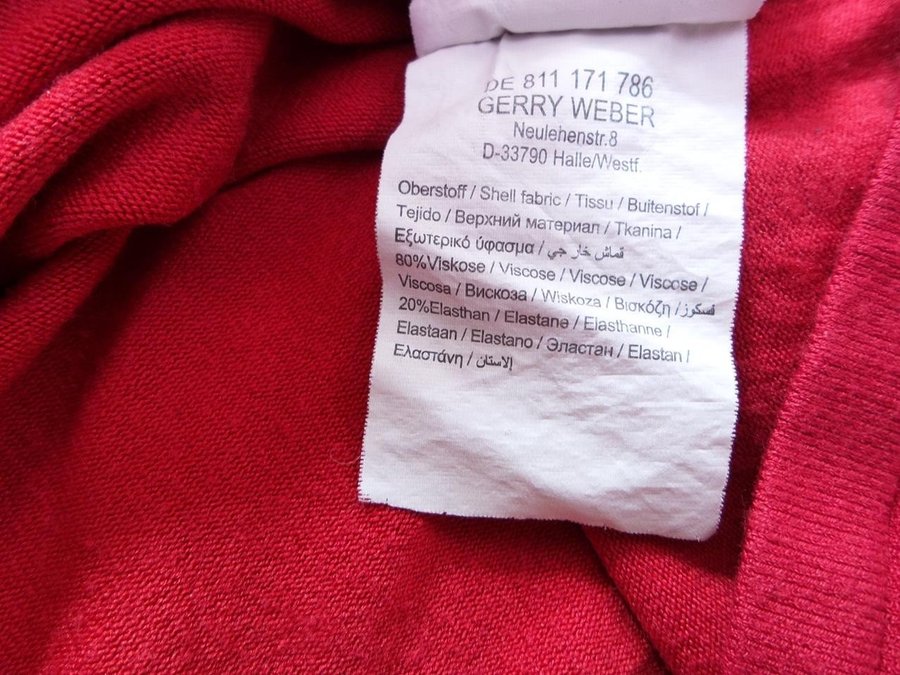 DE 811 171 786
GERRY WEBER
Neulehenstr.8
D-33790 Halle/Westf.
Oberstoff / Shell fabric / Tissu / Buitenstof /
Tejido / Верхний материал / Tkanina /
Εξωτερικό ύφασμα / قماش خارجي /
80%Viskose / Viscose / Viscose / Viscose /
Viscosa / Вискоза / Wiskoza / Βισκόζη / فسكوز /
20%Elasthan / Elastane / Elasthanne /
Elastaan / Elastano / Эластан / Elastan /
Ελαστάνη / الاستان /